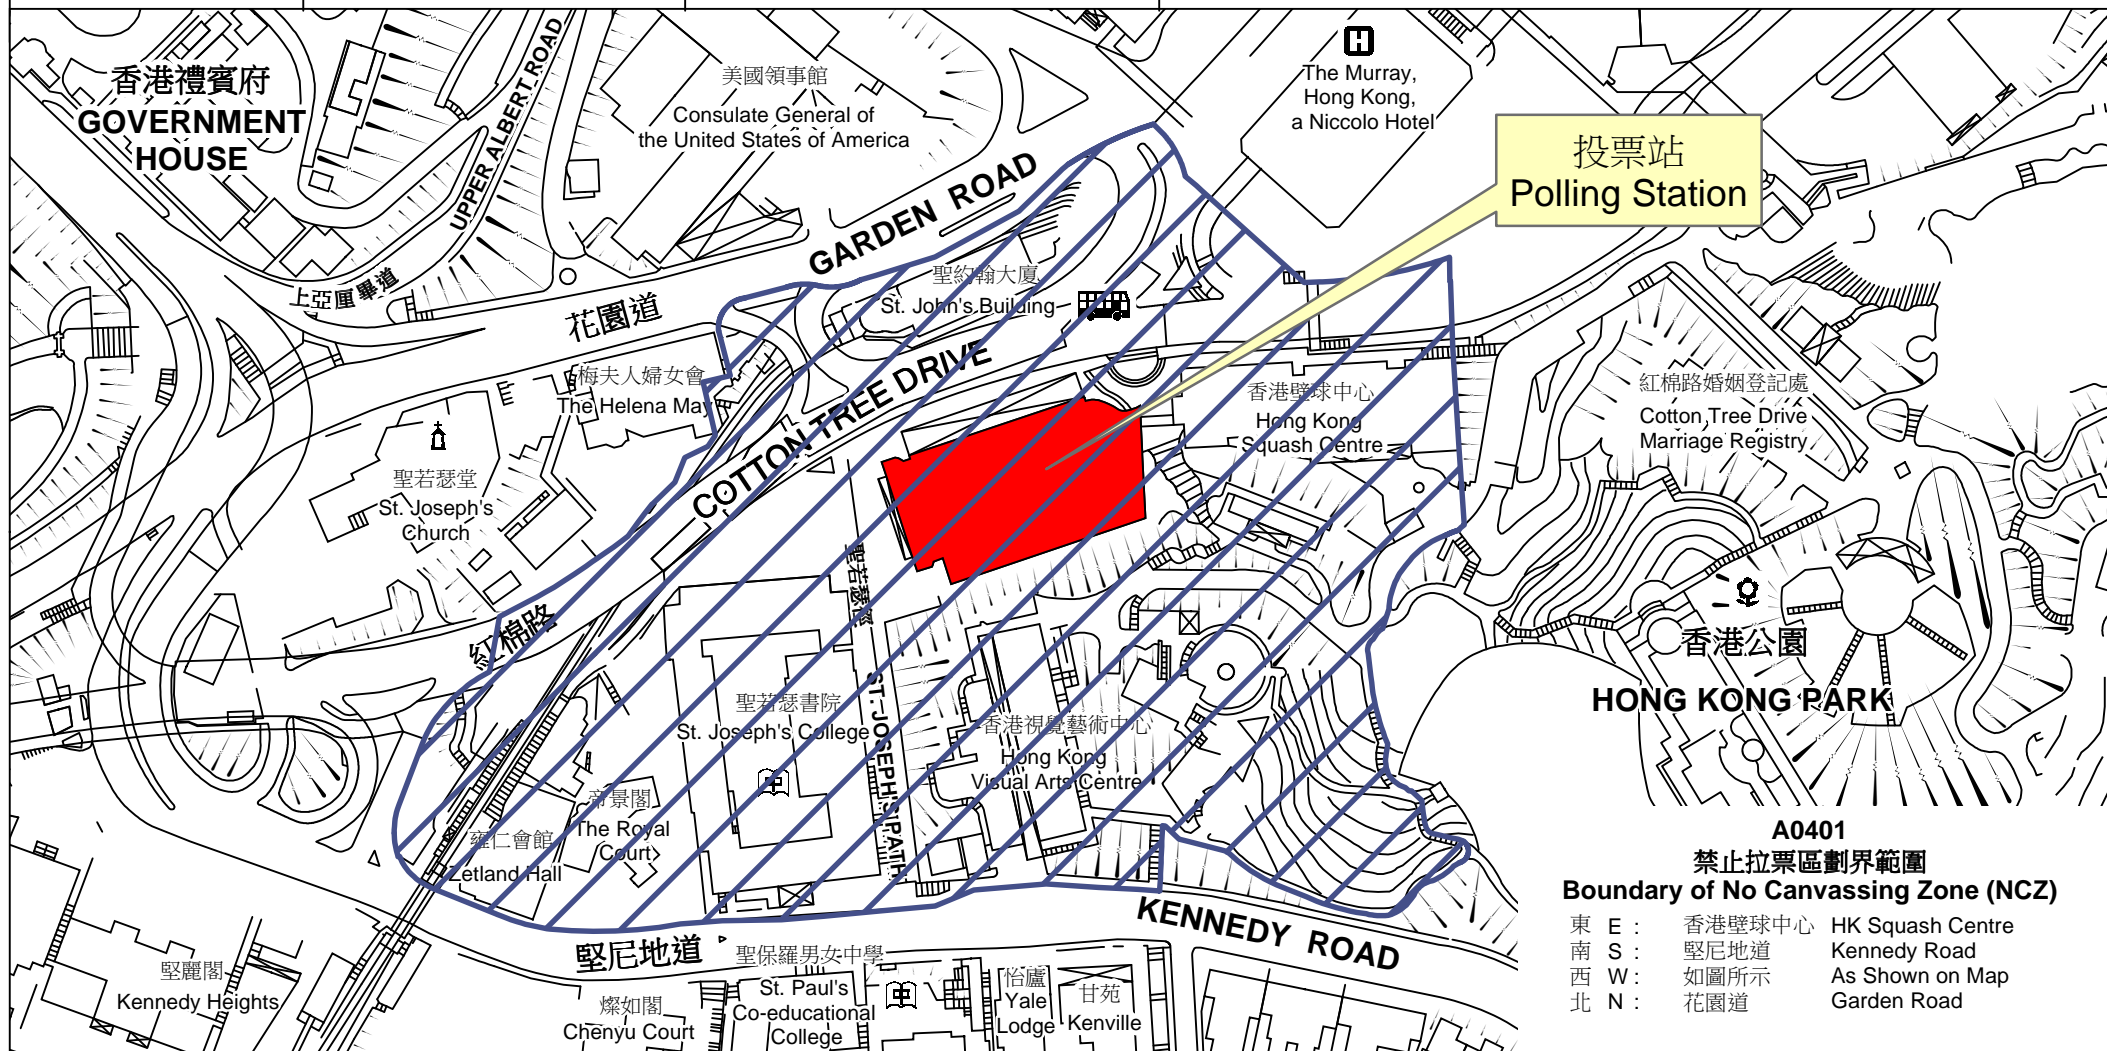 香港禮賓府
GOVERNMENT
HOUSE
UPPER ALBERT ROAD
上亞厘畢道
美國領事館
Consulate General of
the United States of America
The Murray,
Hong Kong,
a Niccolo Hotel
投票站
Polling Station
GARDEN ROAD
花園道
聖約翰大廈
St. John's Building
梅夫人婦女會
The Helena May
COTTON TREE DRIVE
紅棉路
香港壁球中心
Hong Kong
Squash Centre
紅棉路婚姻登記處
Cotton Tree Drive
Marriage Registry
聖若瑟堂
St. Joseph's
Church
聖若瑟徑
ST. JOSEPH'S PATH
聖若瑟書院
St. Joseph's College
香港視覺藝術中心
Hong Kong
Visual Arts Centre
香港公園
HONG KONG PARK
帝景閣
The Royal
Court
雍仁會館
Zetland Hall
堅尼地道
KENNEDY ROAD
堅麗閣
Kennedy Heights
燦如閣
Chenyu Court
聖保羅男女中學
St. Paul's
Co-educational
College
怡廬
Yale
Lodge
甘苑
Kenville
A0401
禁止拉票區劃界範圍
Boundary of No Canvassing Zone (NCZ)
東 E : 香港壁球中心 HK Squash Centre
南 S : 堅尼地道 Kennedy Road
西 W : 如圖所示 As Shown on Map
北 N : 花園道 Garden Road